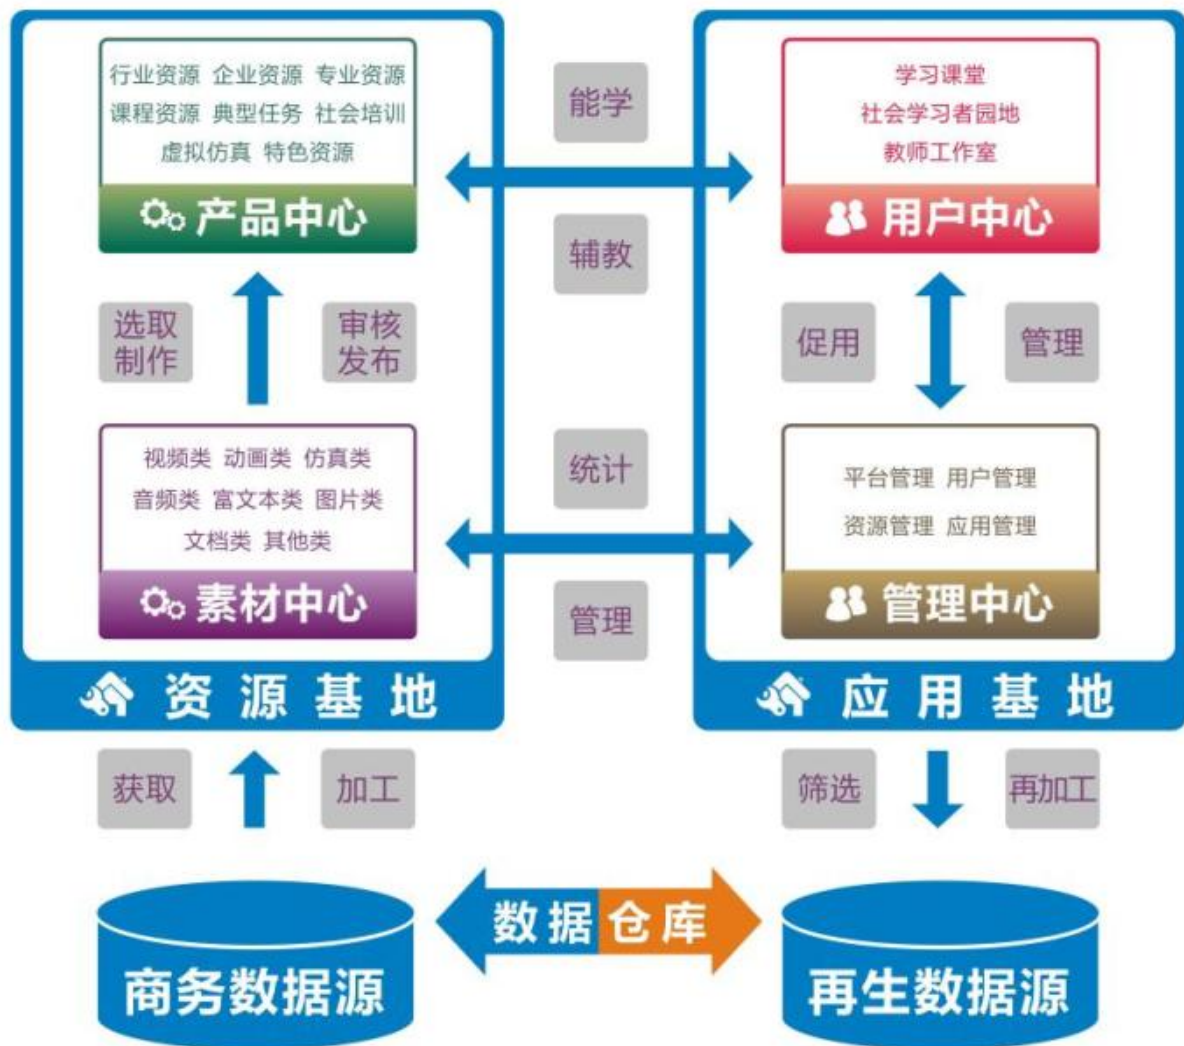 行业资源 企业资源 专业资源
课程资源 典型任务 社会培训
虚拟仿真 特色资源
产品中心
能学
辅教
学习课堂
社会学习者园地
教师工作室
用户中心
选取
制作
审核
发布
促用
管理
视频类 动画类 仿真类
音频类 富文本类 图片类
文档类 其他类
素材中心
统计
管理
平台管理 用户管理
资源管理 应用管理
管理中心
资源基地
应用基地
获取
加工
筛选
再加工
数据仓库
商务数据源
再生数据源